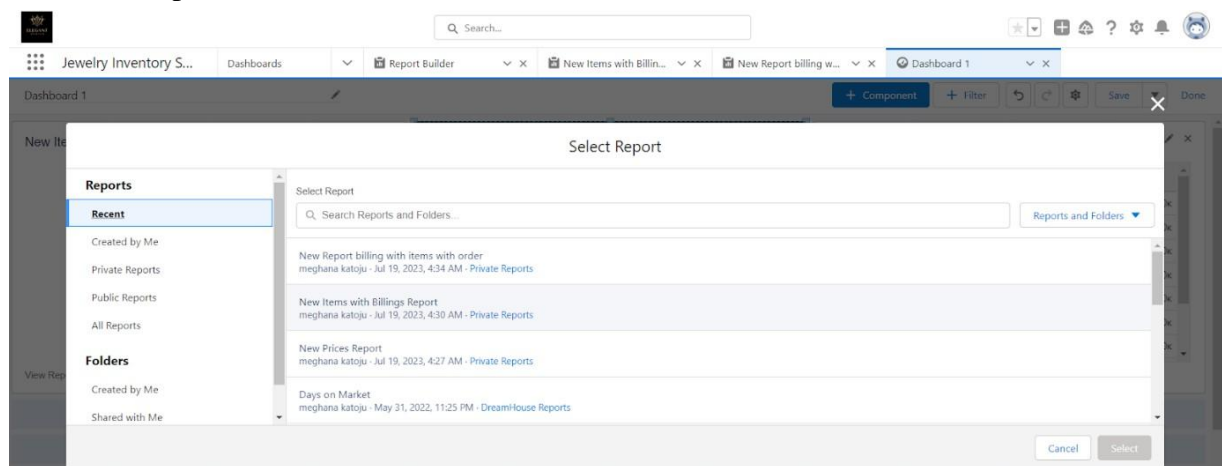 ELEGANT
Search...
Jewelry Inventory S...
Dashboards
Report Builder
New Items with Billin...
New Report billing w...
Dashboard 1
Dashboard 1
+ Component
+ Filter
Save
Done
New Ite
Select Report
Reports
Recent
Created by Me
Private Reports
Public Reports
All Reports
Folders
Created by Me
Shared with Me
Select Report
Search Reports and Folders...
Reports and Folders
New Report billing with items with order
meghana katoju · Jul 19, 2023, 4:34 AM · Private Reports
New Items with Billings Report
meghana katoju · Jul 19, 2023, 4:30 AM · Private Reports
New Prices Report
meghana katoju · Jul 19, 2023, 4:27 AM · Private Reports
Days on Market
meghana katoju · May 31, 2022, 11:25 PM · DreamHouse Reports
View Rep
Cancel
Select